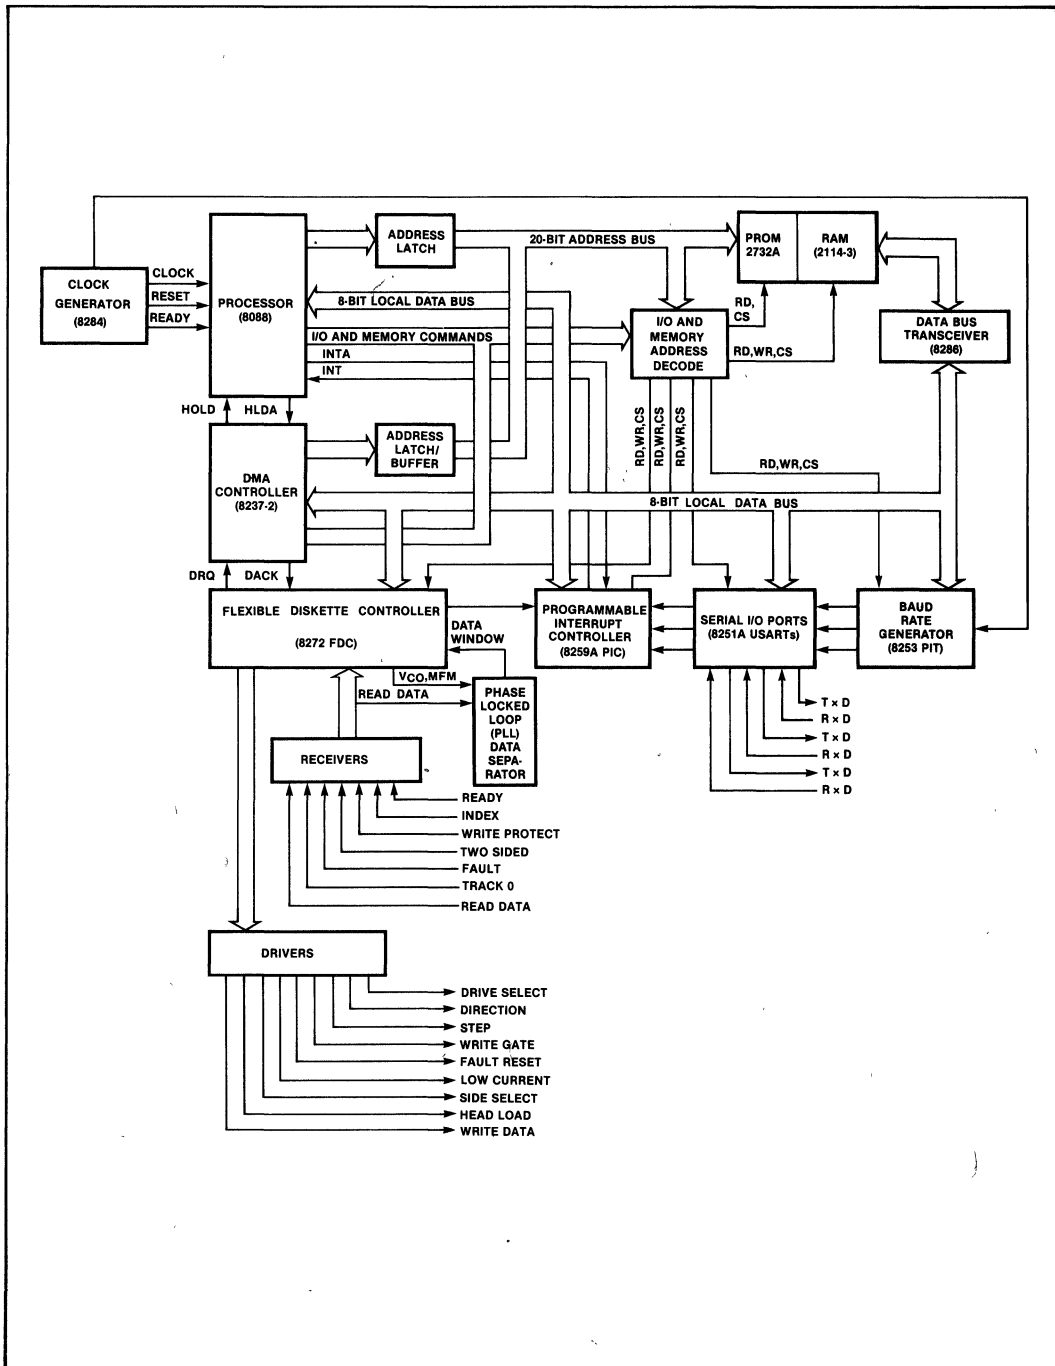 ADDRESS
LATCH
20-BIT ADDRESS BUS
PROM
2732A
RAM
(2114-3)
CLOCK
GENERATOR
(8284)
CLOCK
RESET
READY
PROCESSOR
(8088)
8-BIT LOCAL DATA BUS
I/O AND MEMORY COMMANDS
INTA
INT
I/O AND
MEMORY
ADDRESS
DECODE
RD,
CS
RD,WR,CS
DATA BUS
TRANSCEIVER
(8286)
HOLD
HLDA
RD,WR,CS
RD,WR,CS
RD,WR,CS
RD,WR,CS
DMA
CONTROLLER
(8237-2)
ADDRESS
LATCH/
BUFFER
8-BIT LOCAL DATA BUS
DRQ
DACK
FLEXIBLE DISKETTE CONTROLLER
(8272 FDC)
DATA
WINDOW
PROGRAMMABLE
INTERRUPT
CONTROLLER
(8259A PIC)
SERIAL I/O PORTS
(8251A USARTs)
BAUD
RATE
GENERATOR
(8253 PIT)
VCO,MFM
READ DATA
PHASE
LOCKED
LOOP
(PLL)
DATA
SEPA-
RATOR
T × D
R × D
T × D
R × D
T × D
R × D
RECEIVERS
READY
INDEX
WRITE PROTECT
TWO SIDED
FAULT
TRACK 0
READ DATA
DRIVERS
DRIVE SELECT
DIRECTION
STEP
WRITE GATE
FAULT RESET
LOW CURRENT
SIDE SELECT
HEAD LOAD
WRITE DATA